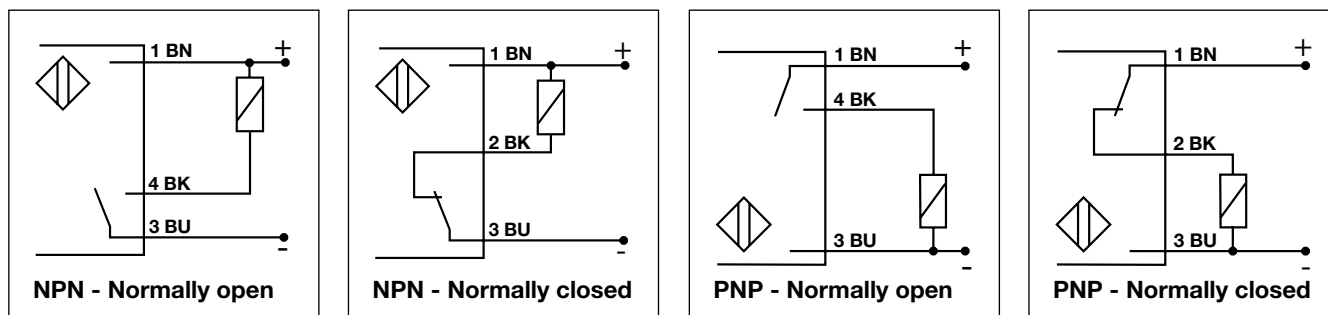 1 BN
+
4 BK
3 BU
-
NPN - Normally open
1 BN
+
2 BK
3 BU
-
NPN - Normally closed
1 BN
+
4 BK
3 BU
-
PNP - Normally open
1 BN
+
2 BK
3 BU
-
PNP - Normally closed